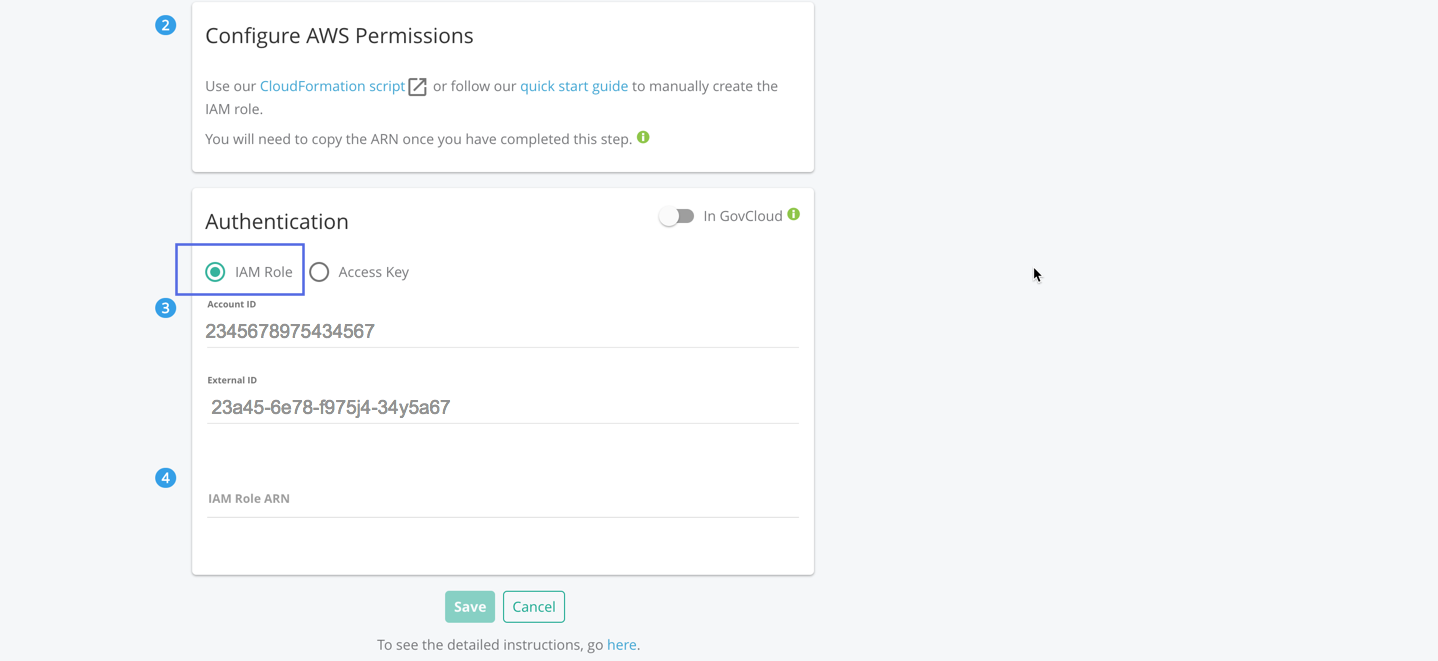 2
Configure AWS Permissions
Use our CloudFormation script or follow our quick start guide to manually create the
IAM role.
You will need to copy the ARN once you have completed this step.
Authentication
In GovCloud
IAM Role
Access Key
3
Account ID
2345678975434567
External ID
23a45-6e78-f975j4-34y5a67
4
IAM Role ARN
Save
Cancel
To see the detailed instructions, go here.